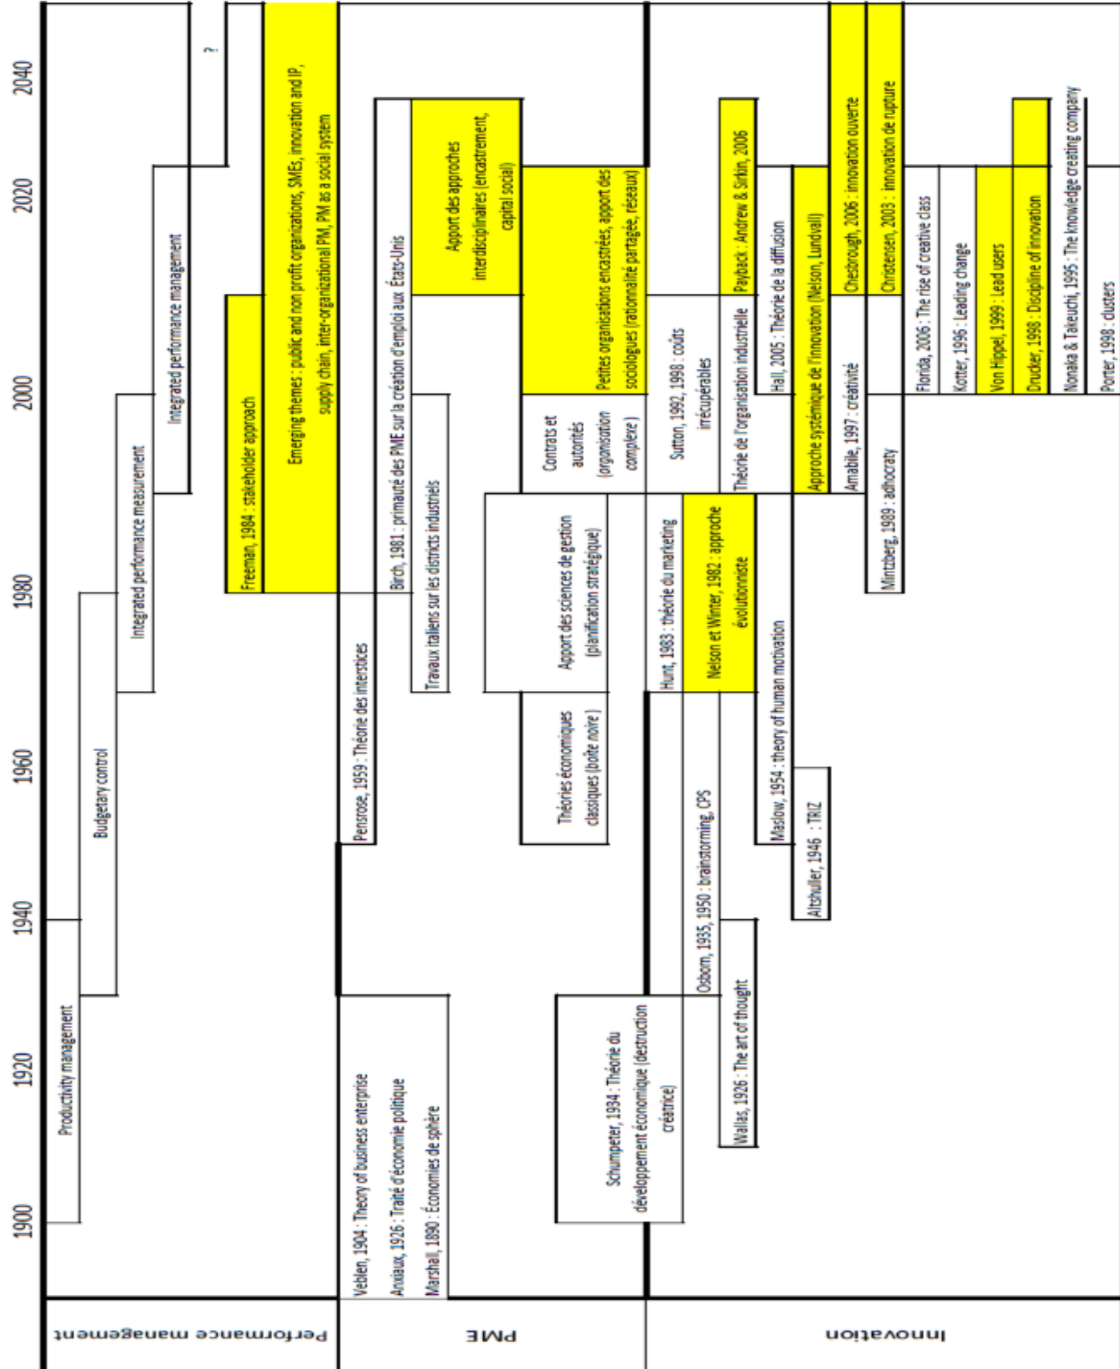 1900 1920 1940 1960 1980 2000 2020 2040
Performance management
Productivity management
Budgetary control
Integrated performance measurement
Integrated performance management
?
Freeman, 1984 : stakeholder approach
Emerging themes : public and non profit organizations, SMEs, innovation and IP,
supply chain, inter-organizational PM, PM as a social system
PME
Veblen, 1904 : Theory of business enterprise
Anxiaux, 1926 : Traité d'économie politique
Marshall, 1890 : Économies de sphère
Pensrose, 1959 : Théorie des interstices
Birch, 1981 : primauté des PME sur la création d'emploi aux États-Unis
Travaux italiens sur les districts industriels
Apport des approches
interdisciplinaires (encastrement,
capital social)
Théories économiques
classiques (boîte noire )
Apport des sciences de gestion
(planification stratégique)
Contrats et
autorités
(organisation
complexe )
Petites organisations encastrées, apport des
sociologues (rationnalité partagée, réseaux)
Innovation
Schumpeter, 1934 : Théorie du
développement économique (destruction
créatrice)
Hunt, 1983 : théorie du marketing
Sutton, 1992, 1998 : coûts
irrécupérables
Osborn, 1935, 1950 : brainstorming, CPS
Nelson et Winter, 1982 : approche
évolutionniste
Wallas, 1926 : The art of thought
Théorie de l'organisation industrielle
Payback : Andrew & Sirkin, 2006
Maslow, 1954 : theory of human motivation
Hall, 2005 : Théorie de la diffusion
Altshuller, 1946 : TRIZ
Approche systémique de l'innovation (Nelson, Lundvall)
Amabile, 1997 : créativité
Chesbrough, 2006 : innovation ouverte
Mintzberg, 1989 : adhocraty
Christensen, 2003 : innovation de rupture
Florida, 2006 : The rise of creative class
Kotter, 1996 : Leading change
Von Hippel, 1999 : Lead users
Drucker, 1998 : Discipline of innovation
Nonaka & Takeuchi, 1995 : The knowledge creating company
Porter, 1998 : clusters